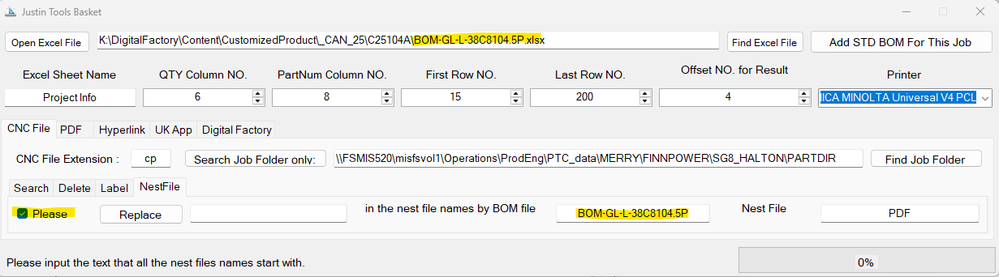 Justin Tools Basket
Open Excel File K:\DigitalFactory\Content\CustomizedProduct\_CAN_25\C25104A\BOM-GL-L-38C8104.5P.xlsx Find Excel File Add STD BOM For This Job
Excel Sheet Name QTY Column NO. PartNum Column NO. First Row NO. Last Row NO. Offset NO. for Result Printer
Project Info 6 8 15 200 4 ICA MINOLTA Universal V4 PCL
CNC File PDF Hyperlink UK App Digital Factory
CNC File Extension : cp Search Job Folder only: \\FSMIS520\misfsvol1\Operations\ProdEng\PTC_data\MERRY\FINNPOWER\SG8_HALTON\PARTDIR Find Job Folder
Search Delete Label NestFile
Please Replace in the nest file names by BOM file BOM-GL-L-38C8104.5P Nest File PDF
Please input the text that all the nest files names start with. 0%